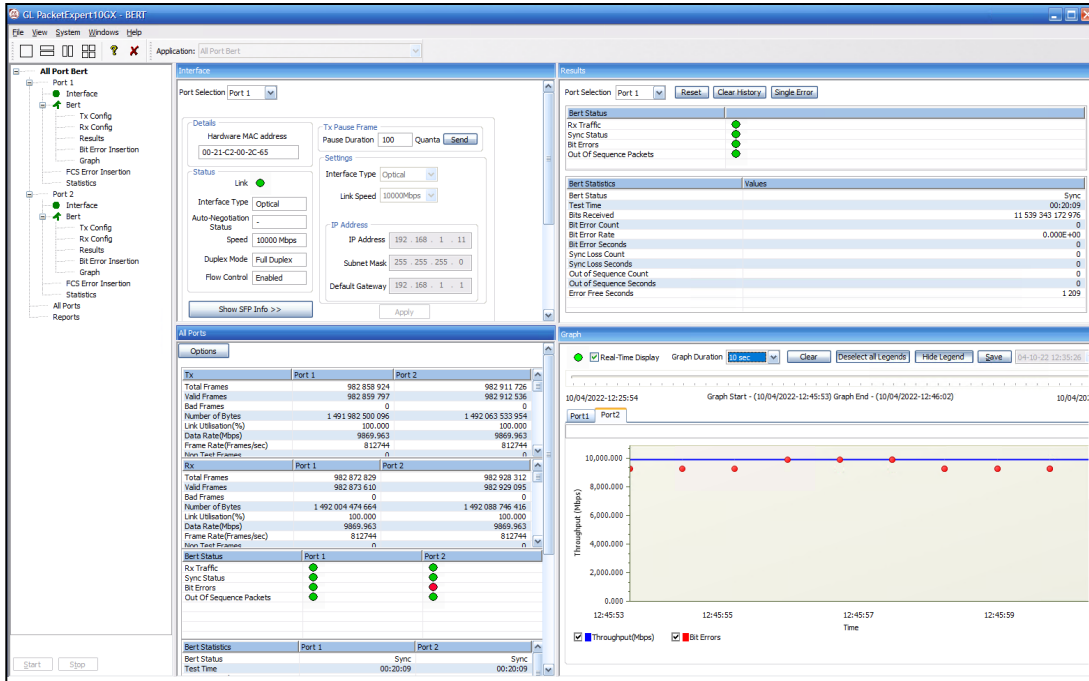 GL PacketExpert10GX - BERT
File View System Windows Help
Application: All Port Bert
All Port Bert
Port 1
Interface
Bert
Tx Config
Rx Config
Results
Bit Error Insertion
Graph
FCS Error Insertion
Statistics
Port 2
Interface
Bert
Tx Config
Rx Config
Results
Bit Error Insertion
Graph
FCS Error Insertion
Statistics
All Ports
Reports
Start Stop
Interface
Port Selection Port 1
Details
Hardware MAC address
00-21-C2-00-2C-65
Status
Link
Interface Type Optical
Auto-Negotiation Status -
Speed 10000 Mbps
Duplex Mode Full Duplex
Flow Control Enabled
Show SFP Info >>
Tx Pause Frame
Pause Duration 100 Quanta Send
Settings
Interface Type Optical
Link Speed 10000Mbps
IP Address
IP Address 192 . 168 . 1 . 11
Subnet Mask 255 . 255 . 255 . 0
Default Gateway 192 . 168 . 1 . 1
Apply
Results
Port Selection Port 1 Reset Clear History Single Error
Bert Status
Rx Traffic
Sync Status
Bit Errors
Out Of Sequence Packets
Bert Statistics Values
Bert Status Sync
Test Time 00:20:09
Bits Received 11 539 343 172 976
Bit Error Count 0
Bit Error Rate 0.000E+00
Bit Error Seconds 0
Sync Loss Count 0
Sync Loss Seconds 0
Out of Sequence Count 0
Out of Sequence Seconds 0
Error Free Seconds 1 209
All Ports
Options
Tx Port 1 Port 2
Total Frames 982 858 924 982 911 726
Valid Frames 982 859 797 982 912 536
Bad Frames 0 0
Number of Bytes 1 491 982 500 096 1 492 063 533 954
Link Utilisation(%) 100.000 100.000
Data Rate(Mbps) 9869.963 9869.963
Frame Rate(Frames/sec) 812744 812744
Non Test Frames 0 0
Rx Port 1 Port 2
Total Frames 982 872 829 982 928 312
Valid Frames 982 873 610 982 929 095
Bad Frames 0 0
Number of Bytes 1 492 004 474 664 1 492 088 746 416
Link Utilisation(%) 100.000 100.000
Data Rate(Mbps) 9869.963 9869.963
Frame Rate(Frames/sec) 812744 812744
Non Test Frames 0 0
Bert Status Port 1 Port 2
Rx Traffic
Sync Status
Bit Errors
Out Of Sequence Packets
Bert Statistics Port 1 Port 2
Bert Status Sync Sync
Test Time 00:20:09 00:20:09
Graph
Real-Time Display Graph Duration 10 sec Clear Deselect all Legends Hide Legend Save 04-10-22 12:35:26
10/04/2022-12:25:54 Graph Start - (10/04/2022-12:45:53) Graph End - (10/04/2022-12:46:02) 10/04/20
Port1 Port2
Throughput (Mbps)
10,000.000
8,000.000
6,000.000
4,000.000
2,000.000
0.000
12:45:53 12:45:55 12:45:57 12:45:59
Time
Throughput(Mbps) Bit Errors